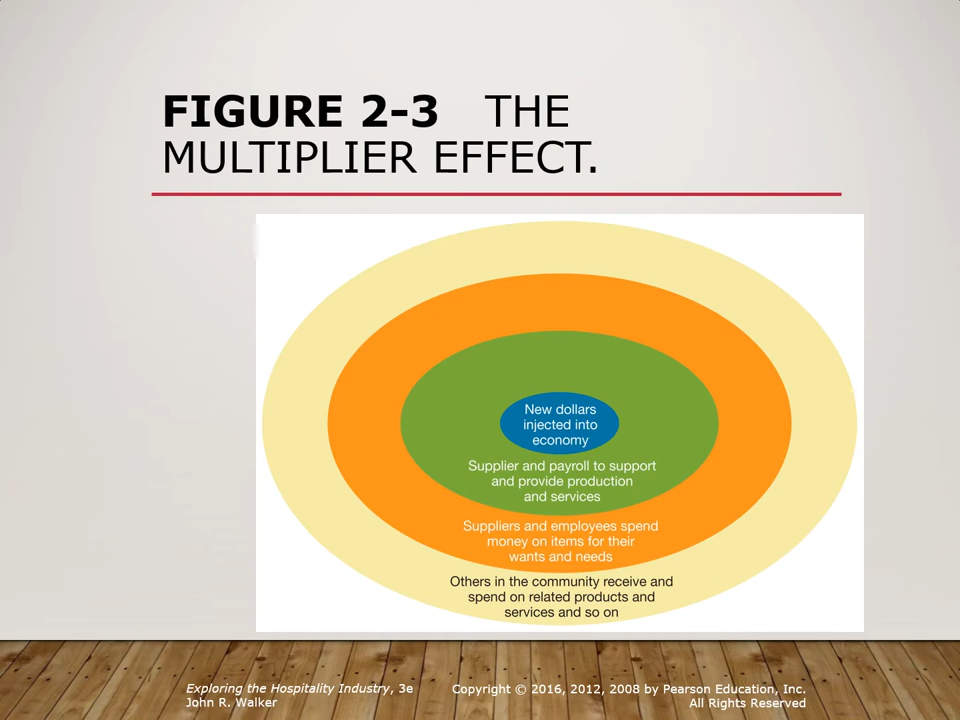 FIGURE 2-3 THE
MULTIPLIER EFFECT.
New dollars
injected into
economy
Supplier and payroll to support
and provide production
and services
Suppliers and employees spend
money on items for their
wants and needs
Others in the community receive and
spend on related products and
services and so on
Exploring the Hospitality Industry, 3e
John R. Walker
Copyright © 2016, 2012, 2008 by Pearson Education, Inc.
All Rights Reserved